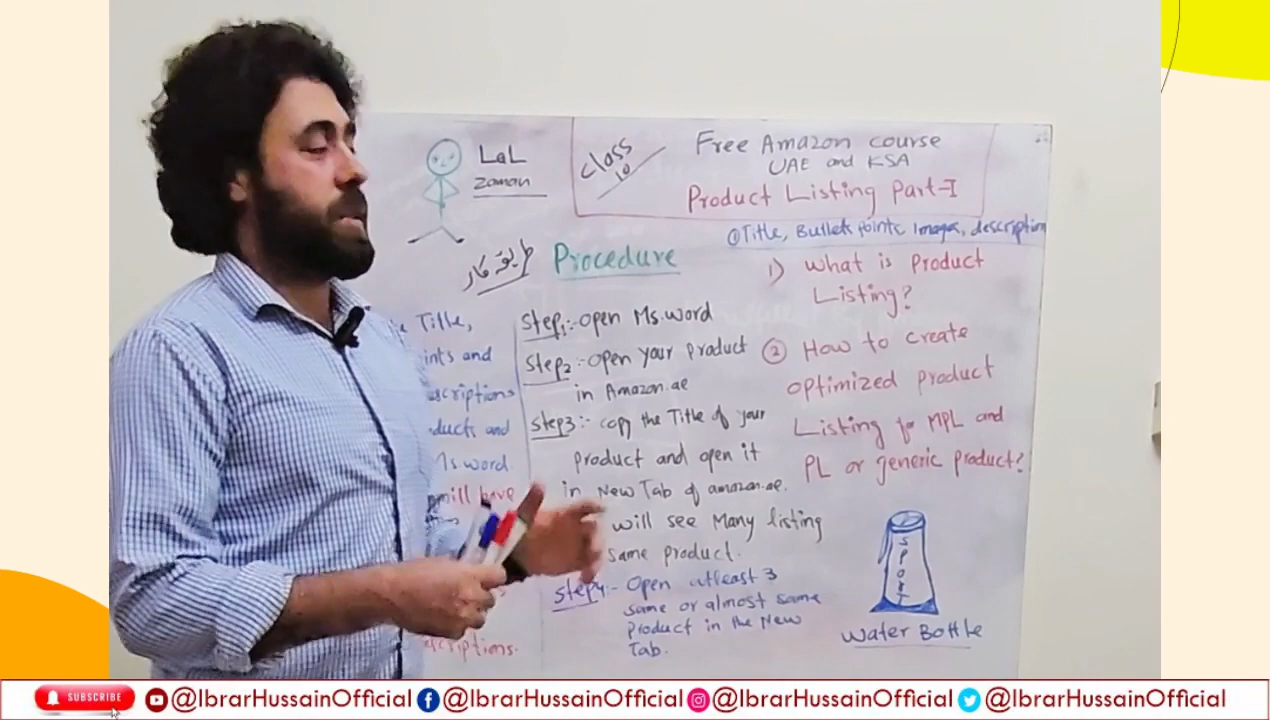 LaL
Zaman
Class
10
Free Amazon course
UAE and KSA
Product Listing Part-I
①Title, Bullets points, Images, description
طریقہ کار
Procedure
Title,
ints and
scriptions
ducts and
Ms.word
will have
scriptions.
Step1:- open Ms.word
Step2:- open your product
in Amazon.ae
Step3:- copy the Title of your
product and open it
in New Tab of amazon.ae.
will see Many listing
same product.
Step4:- Open atleast 3
same or almost same
product in the New
Tab.
1) What is product
Listing?
② How to create
optimized product
Listing for MPL and
PL or generic product?
SPORT
Water Bottle
SUBSCRIBE
@IbrarHussainOfficial
@IbrarHussainOfficial
@IbrarHussainOfficial
@IbrarHussainOfficial